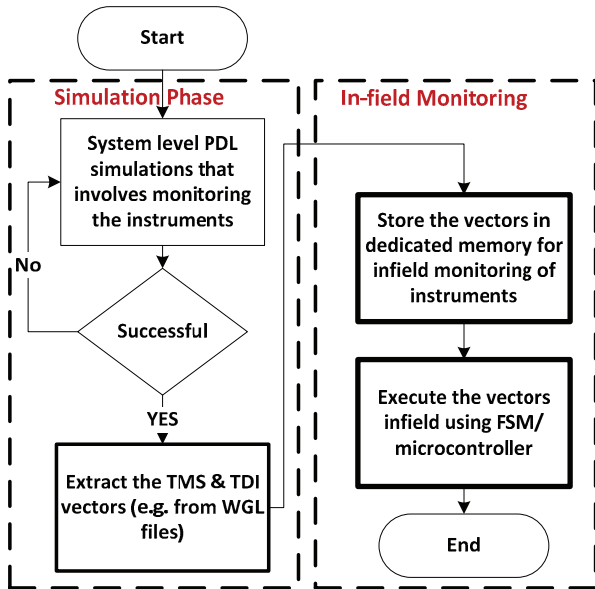 Start
Simulation Phase
System level PDL
simulations that
involves monitoring
the instruments
No
Successful
YES
Extract the TMS & TDI
vectors (e.g. from WGL
files)
In-field Monitoring
Store the vectors in
dedicated memory for
infield monitoring of
instruments
Execute the vectors
infield using FSM/
microcontroller
End